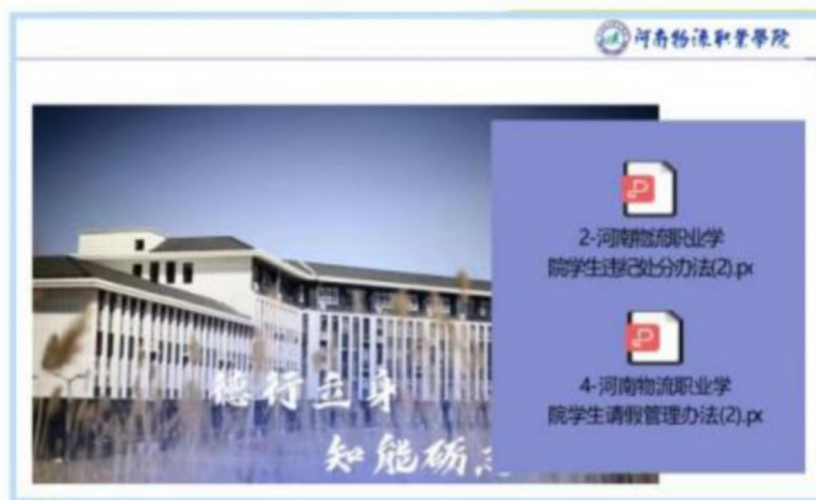 河南物流职业學院
2-河南物流职业学
院学生违纪处分办法(2).px
4-河南物流职业学
院学生请假管理办法(2).px
德行立身
知能砺